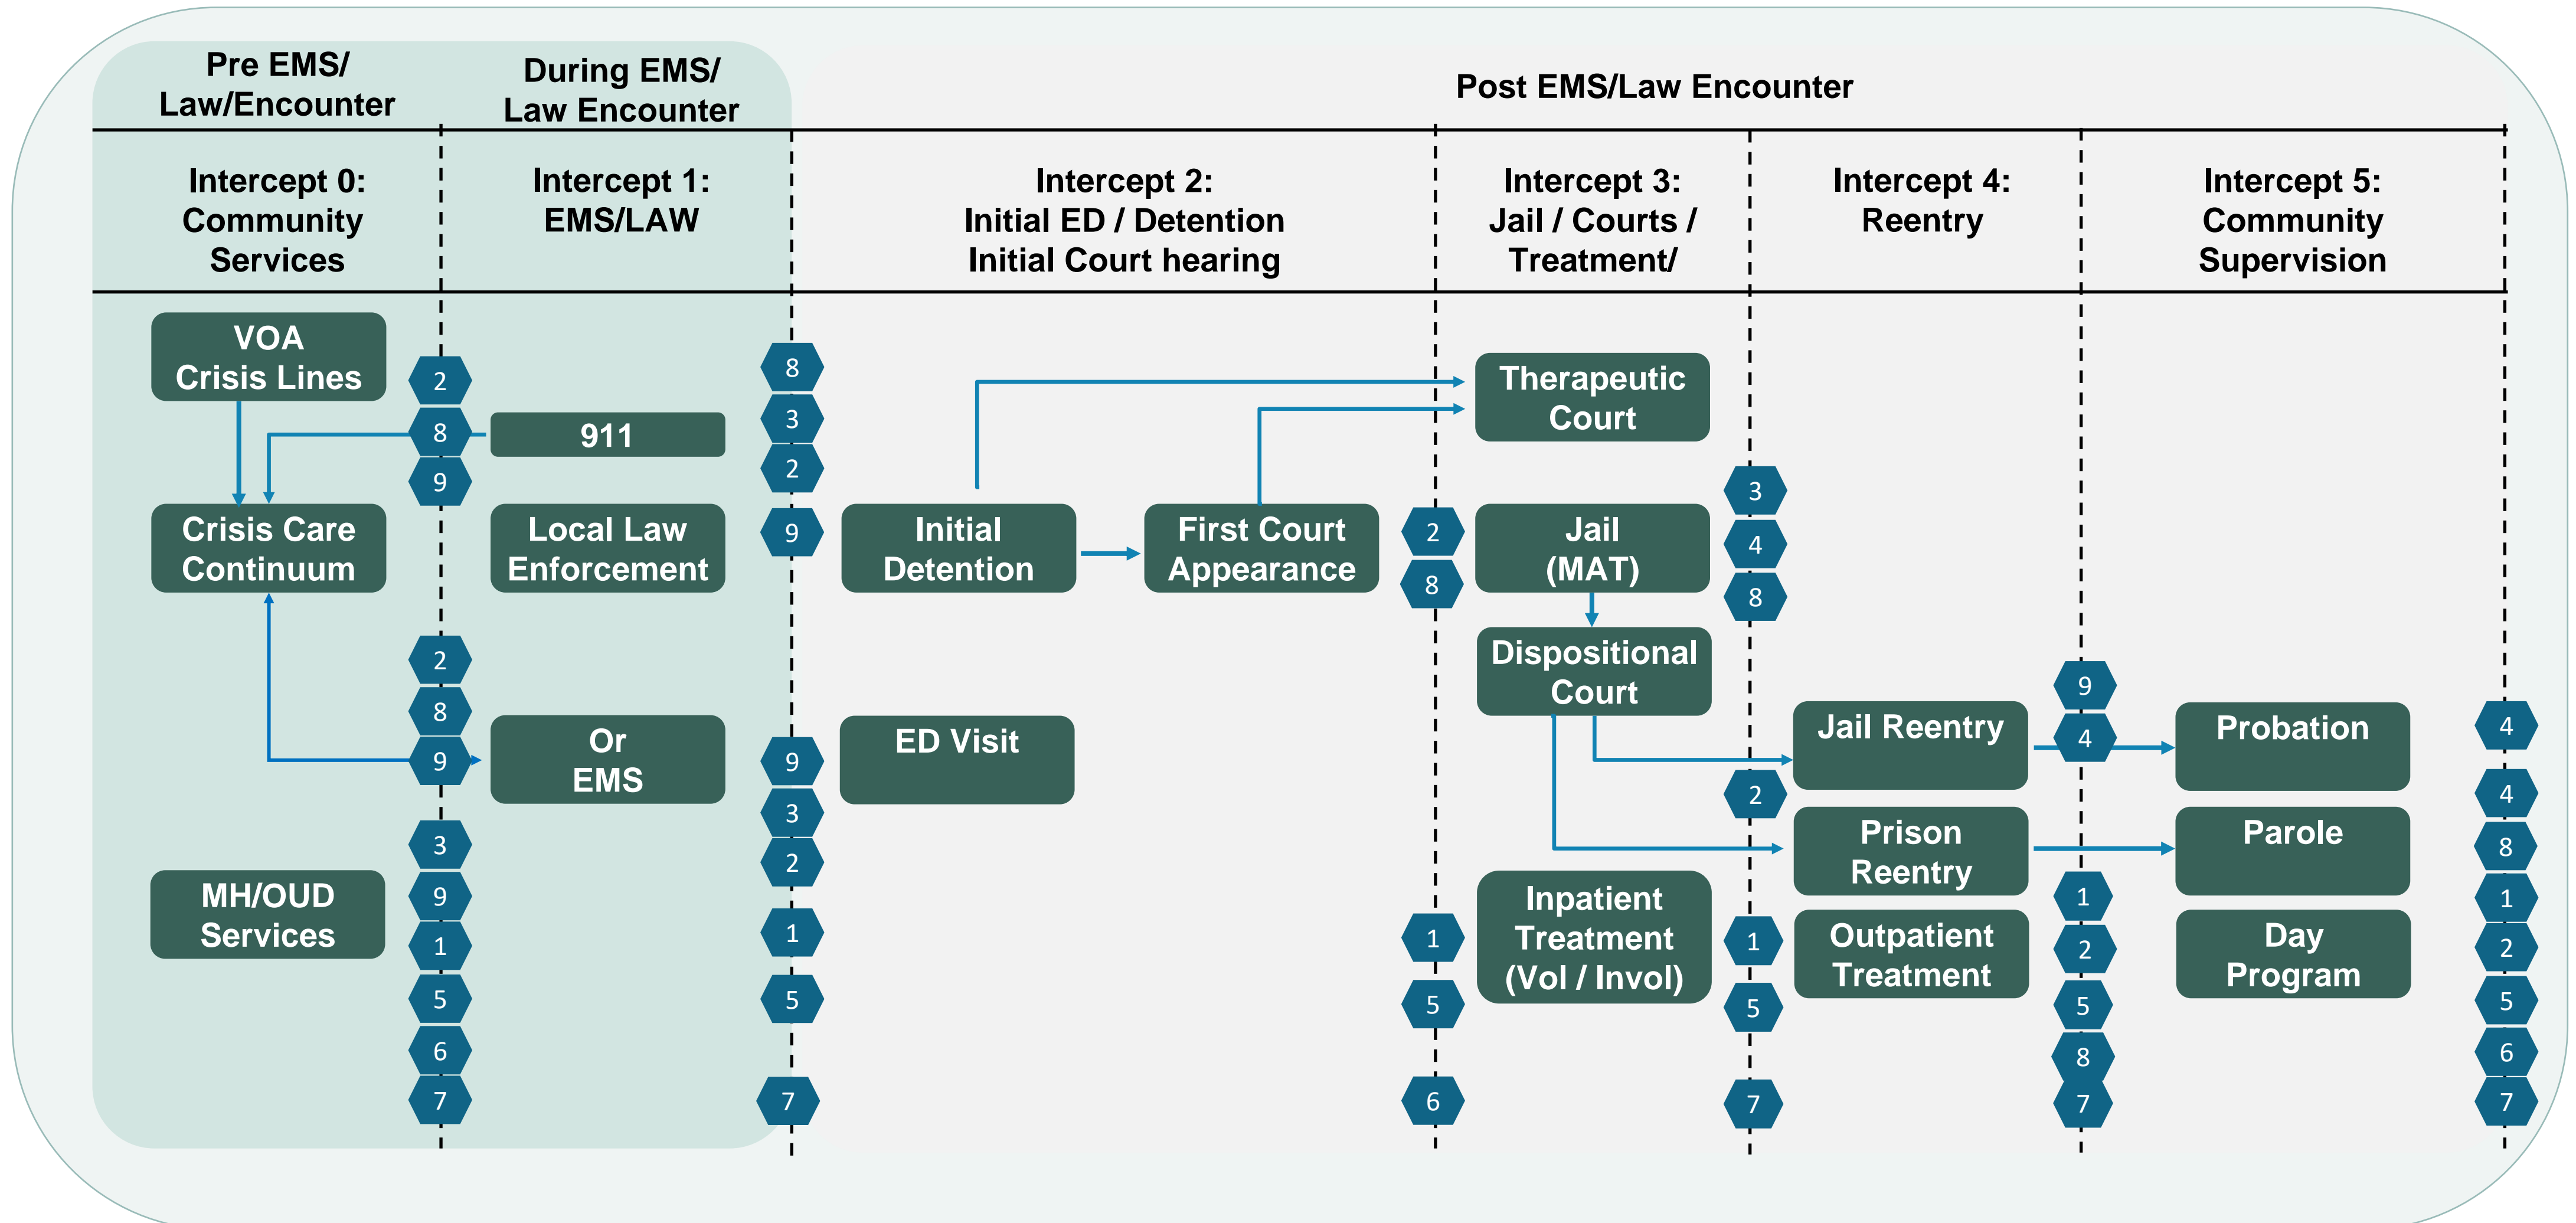 Pre EMS/
Law/Encounter
During EMS/
Law Encounter
Post EMS/Law Encounter
Intercept 0:
Community
Services
Intercept 1:
EMS/LAW
Intercept 2:
Initial ED / Detention
Initial Court hearing
Intercept 3:
Jail / Courts /
Treatment/
Intercept 4:
Reentry
Intercept 5:
Community
Supervision
VOA
Crisis Lines
Crisis Care
Continuum
MH/OUD
Services
2
8
9
2
8
9
3
9
1
5
6
7
911
Local Law
Enforcement
Or
EMS
8
3
2
9
9
3
2
1
5
7
Initial
Detention
First Court
Appearance
ED Visit
2
8
1
5
6
Therapeutic
Court
Jail
(MAT)
Dispositional
Court
Inpatient
Treatment
(Vol / Invol)
3
4
8
2
1
5
7
Jail Reentry
Prison
Reentry
Outpatient
Treatment
9
4
1
2
5
8
7
Probation
Parole
Day
Program
4
4
8
1
2
5
6
7